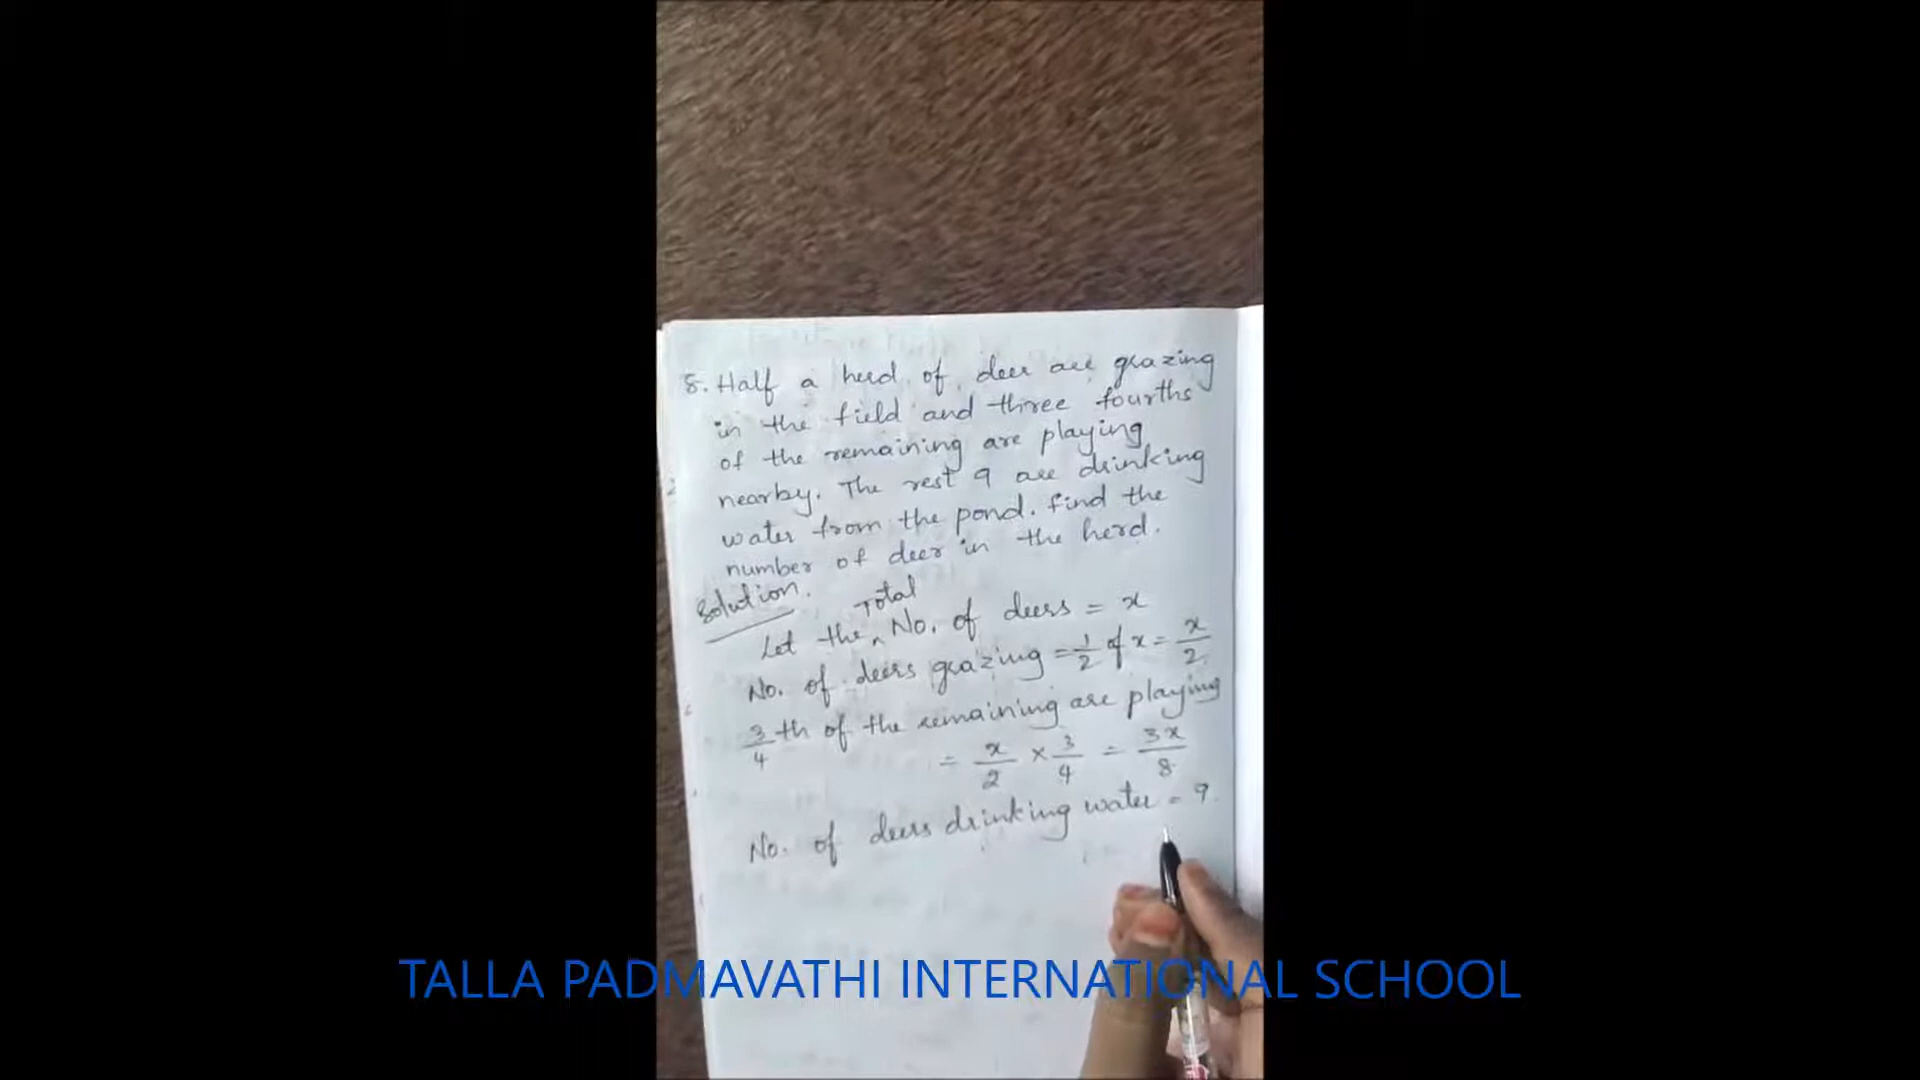 8. Half a herd of deer are grazing
in the field and three fourths
of the remaining are playing
nearby. The rest 9 are drinking
water from the pond. find the
number of deer in the herd.
Solution.
Let the ^ Total No. of deers = x
No. of deers grazing = 1/2 of x = x/2
3/4 th of the remaining are playing
= x/2 × 3/4 = 3x/8
No. of deers drinking water = 9.
TALLA PADMAVATHI INTERNATIONAL SCHOOL